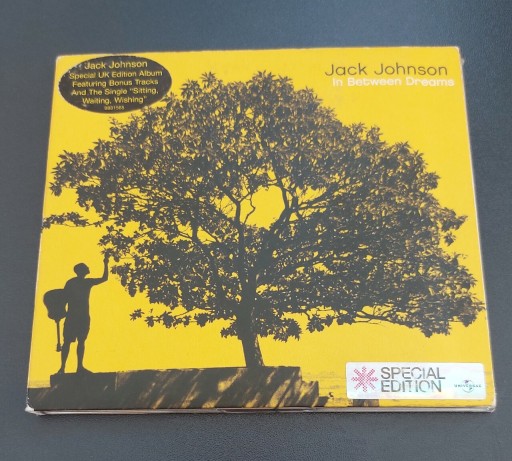 Jack Johnson
Special UK Edition Album
Featuring Bonus Tracks
And The Single "Sitting,
Waiting, Wishing"
Jack Johnson
In Between Dreams
SPECIAL
EDITION
UNIVERSAL